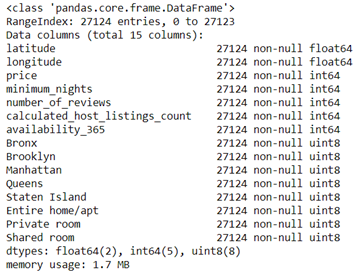 <class 'pandas.core.frame.DataFrame'>
RangeIndex: 27124 entries, 0 to 27123
Data columns (total 15 columns):
latitude 27124 non-null float64
longitude 27124 non-null float64
price 27124 non-null int64
minimum_nights 27124 non-null int64
number_of_reviews 27124 non-null int64
calculated_host_listings_count 27124 non-null int64
availability_365 27124 non-null int64
Bronx 27124 non-null uint8
Brooklyn 27124 non-null uint8
Manhattan 27124 non-null uint8
Queens 27124 non-null uint8
Staten Island 27124 non-null uint8
Entire home/apt 27124 non-null uint8
Private room 27124 non-null uint8
Shared room 27124 non-null uint8
dtypes: float64(2), int64(5), uint8(8)
memory usage: 1.7 MB